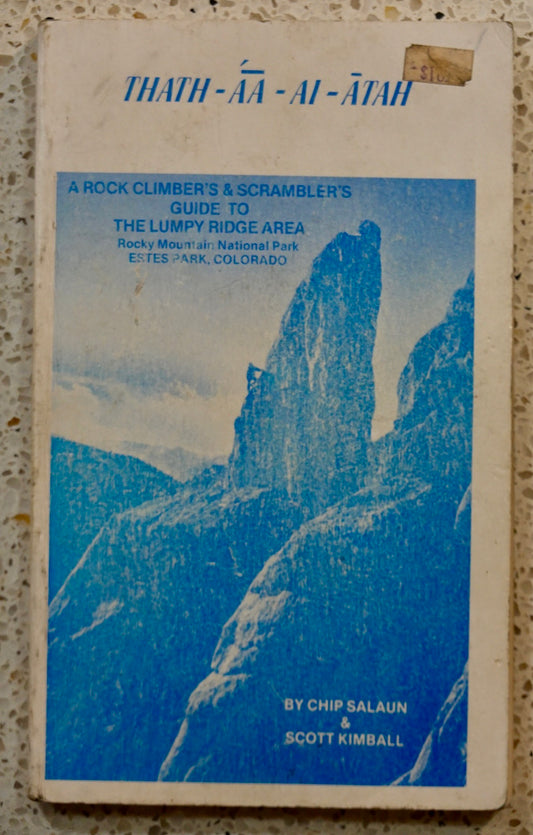 THATH-ÁĀ-AI-ĀTAH
A ROCK CLIMBER'S & SCRAMBLER'S
GUIDE TO
THE LUMPY RIDGE AREA
Rocky Mountain National Park
ESTES PARK, COLORADO
BY CHIP SALAUN
&
SCOTT KIMBALL